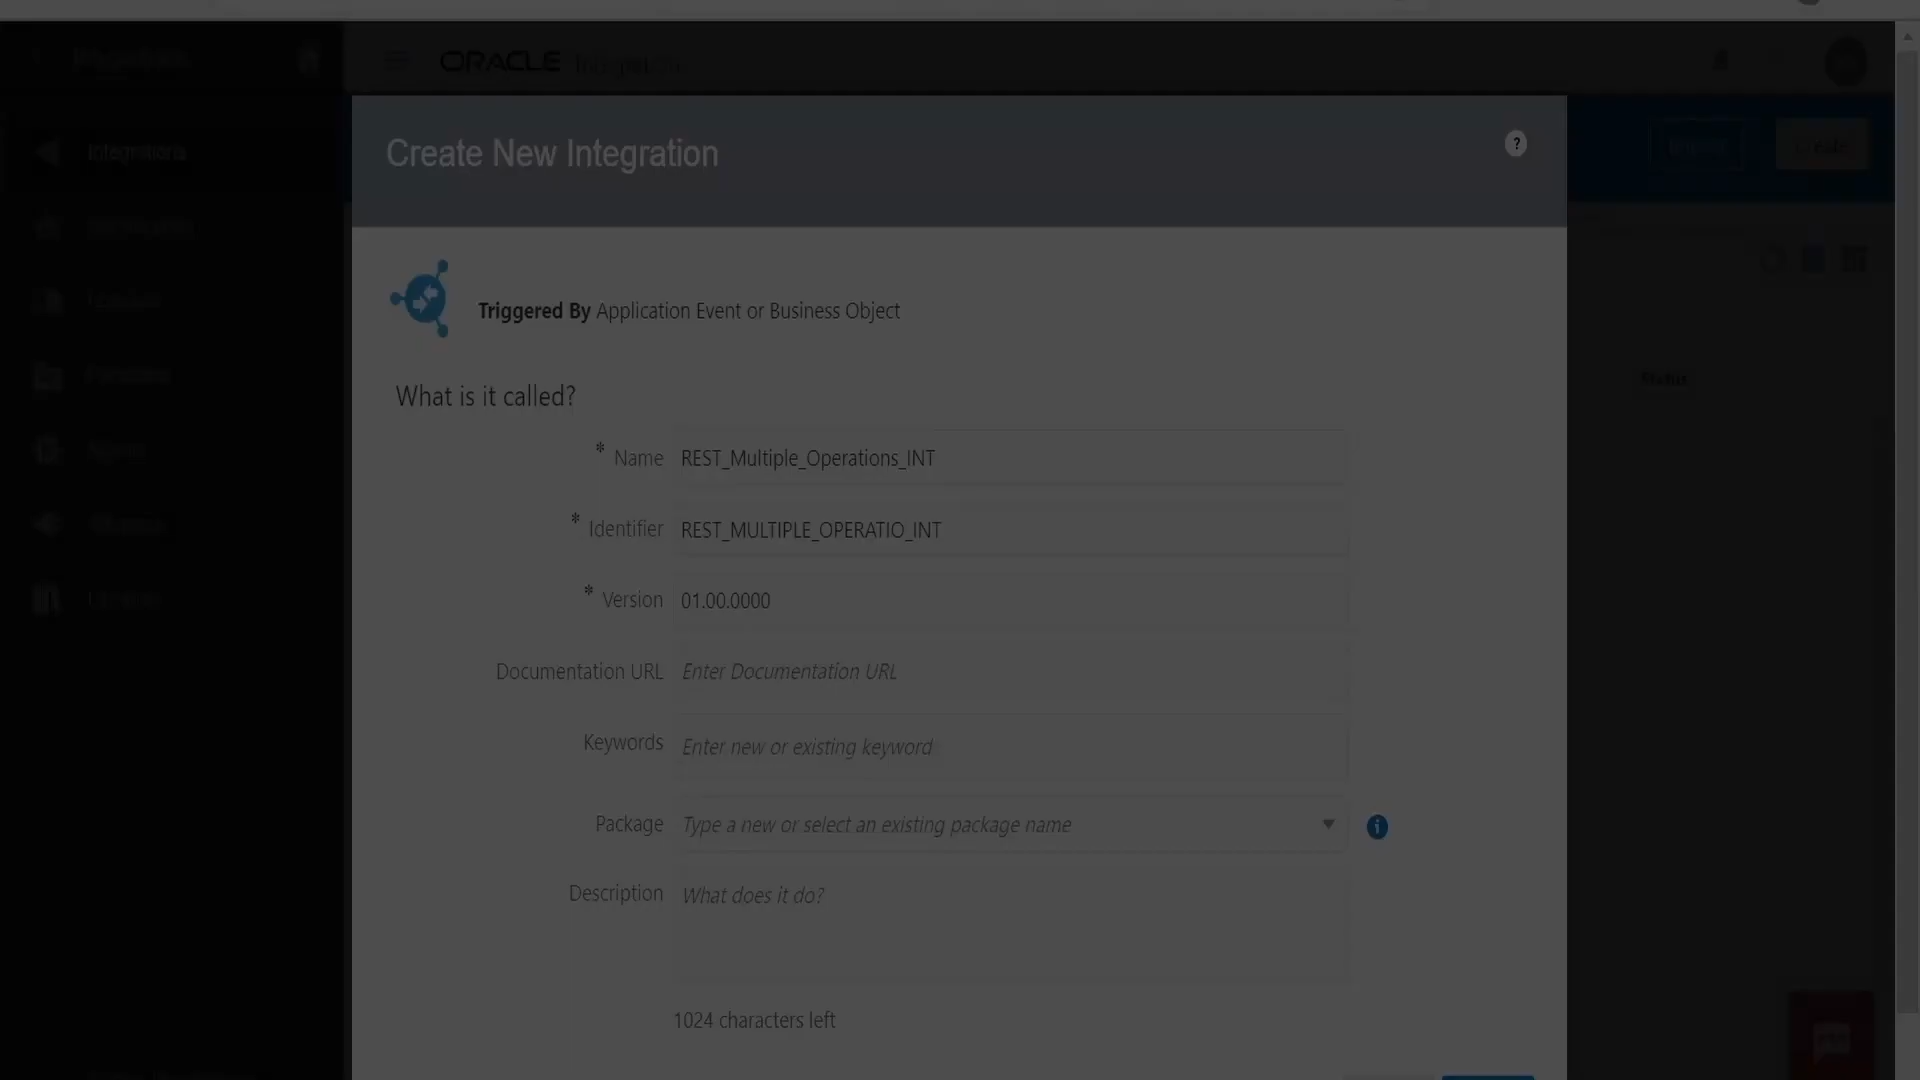 ORACLE
Create New Integration
?
Integrations
Create
Triggered By Application Event or Business Object
Status
What is it called?
* Name REST_Multiple_Operations_INT
* Identifier REST_MULTIPLE_OPERATIO_INT
* Version 01.00.0000
Documentation URL Enter Documentation URL
Keywords Enter new or existing keyword
Package Type a new or select an existing package name
i
Description What does it do?
1024 characters left